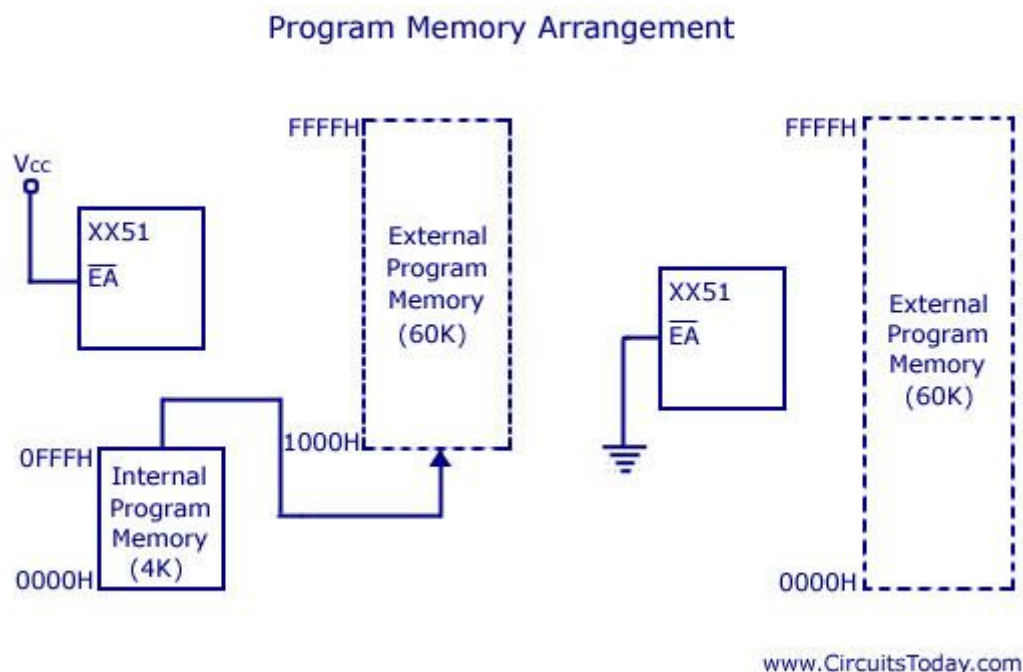 Program Memory Arrangement
Vcc
XX51
EA
FFFFH
External
Program
Memory
(60K)
1000H
0FFFH
Internal
Program
Memory
(4K)
0000H
XX51
EA
FFFFH
External
Program
Memory
(60K)
0000H
www.CircuitsToday.com